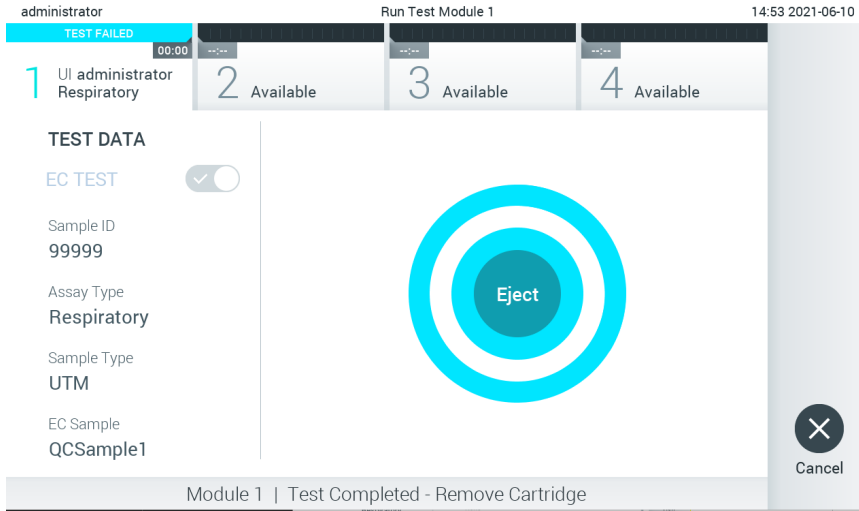 administrator
Run Test Module 1
14:53 2021-06-10
TEST FAILED
00:00
--:--
--:--
--:--
1 UI administrator
Respiratory
2 Available
3 Available
4 Available
TEST DATA
EC TEST
Sample ID
99999
Assay Type
Respiratory
Sample Type
UTM
EC Sample
QCSample1
Eject
Cancel
Module 1 | Test Completed - Remove Cartridge